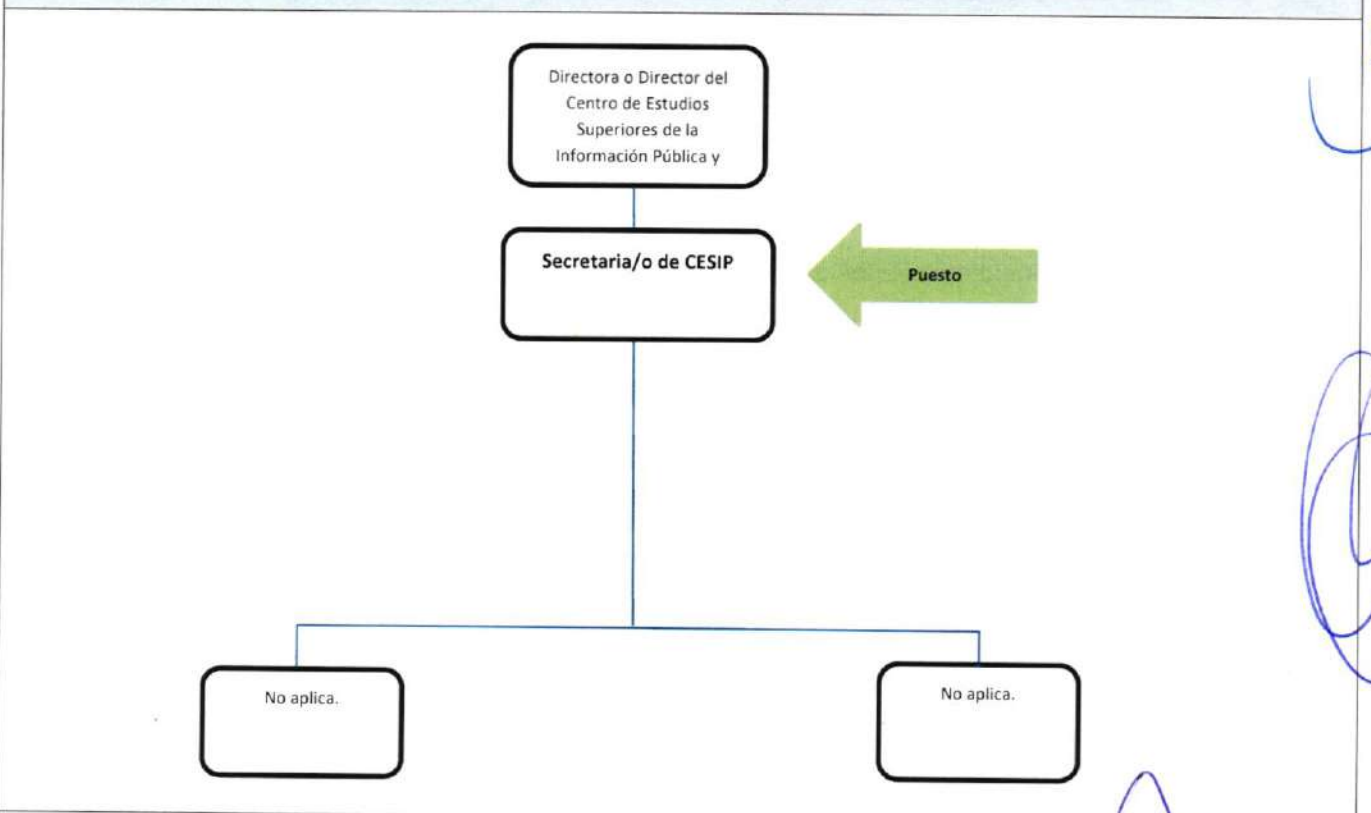 Directora o Director del
Centro de Estudios
Superiores de la
Información Pública y
Secretaria/o de CESIP
Puesto
No aplica.
No aplica.